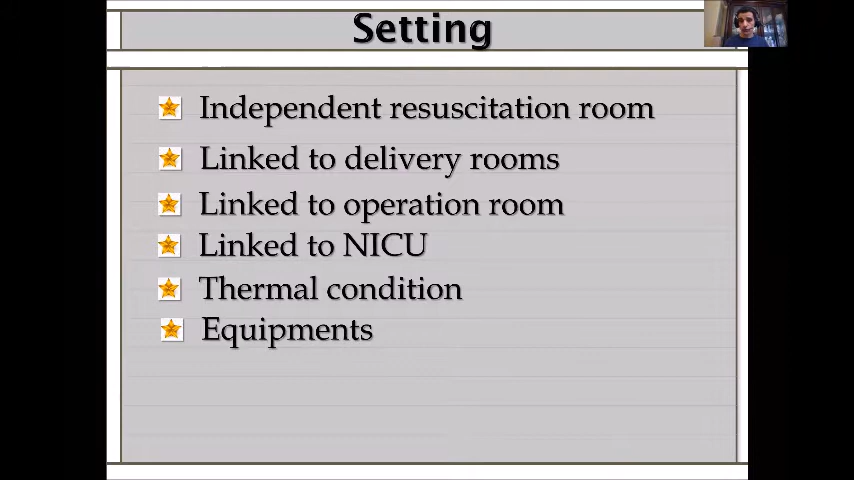 Setting
Independent resuscitation room
Linked to delivery rooms
Linked to operation room
Linked to NICU
Thermal condition
Equipments